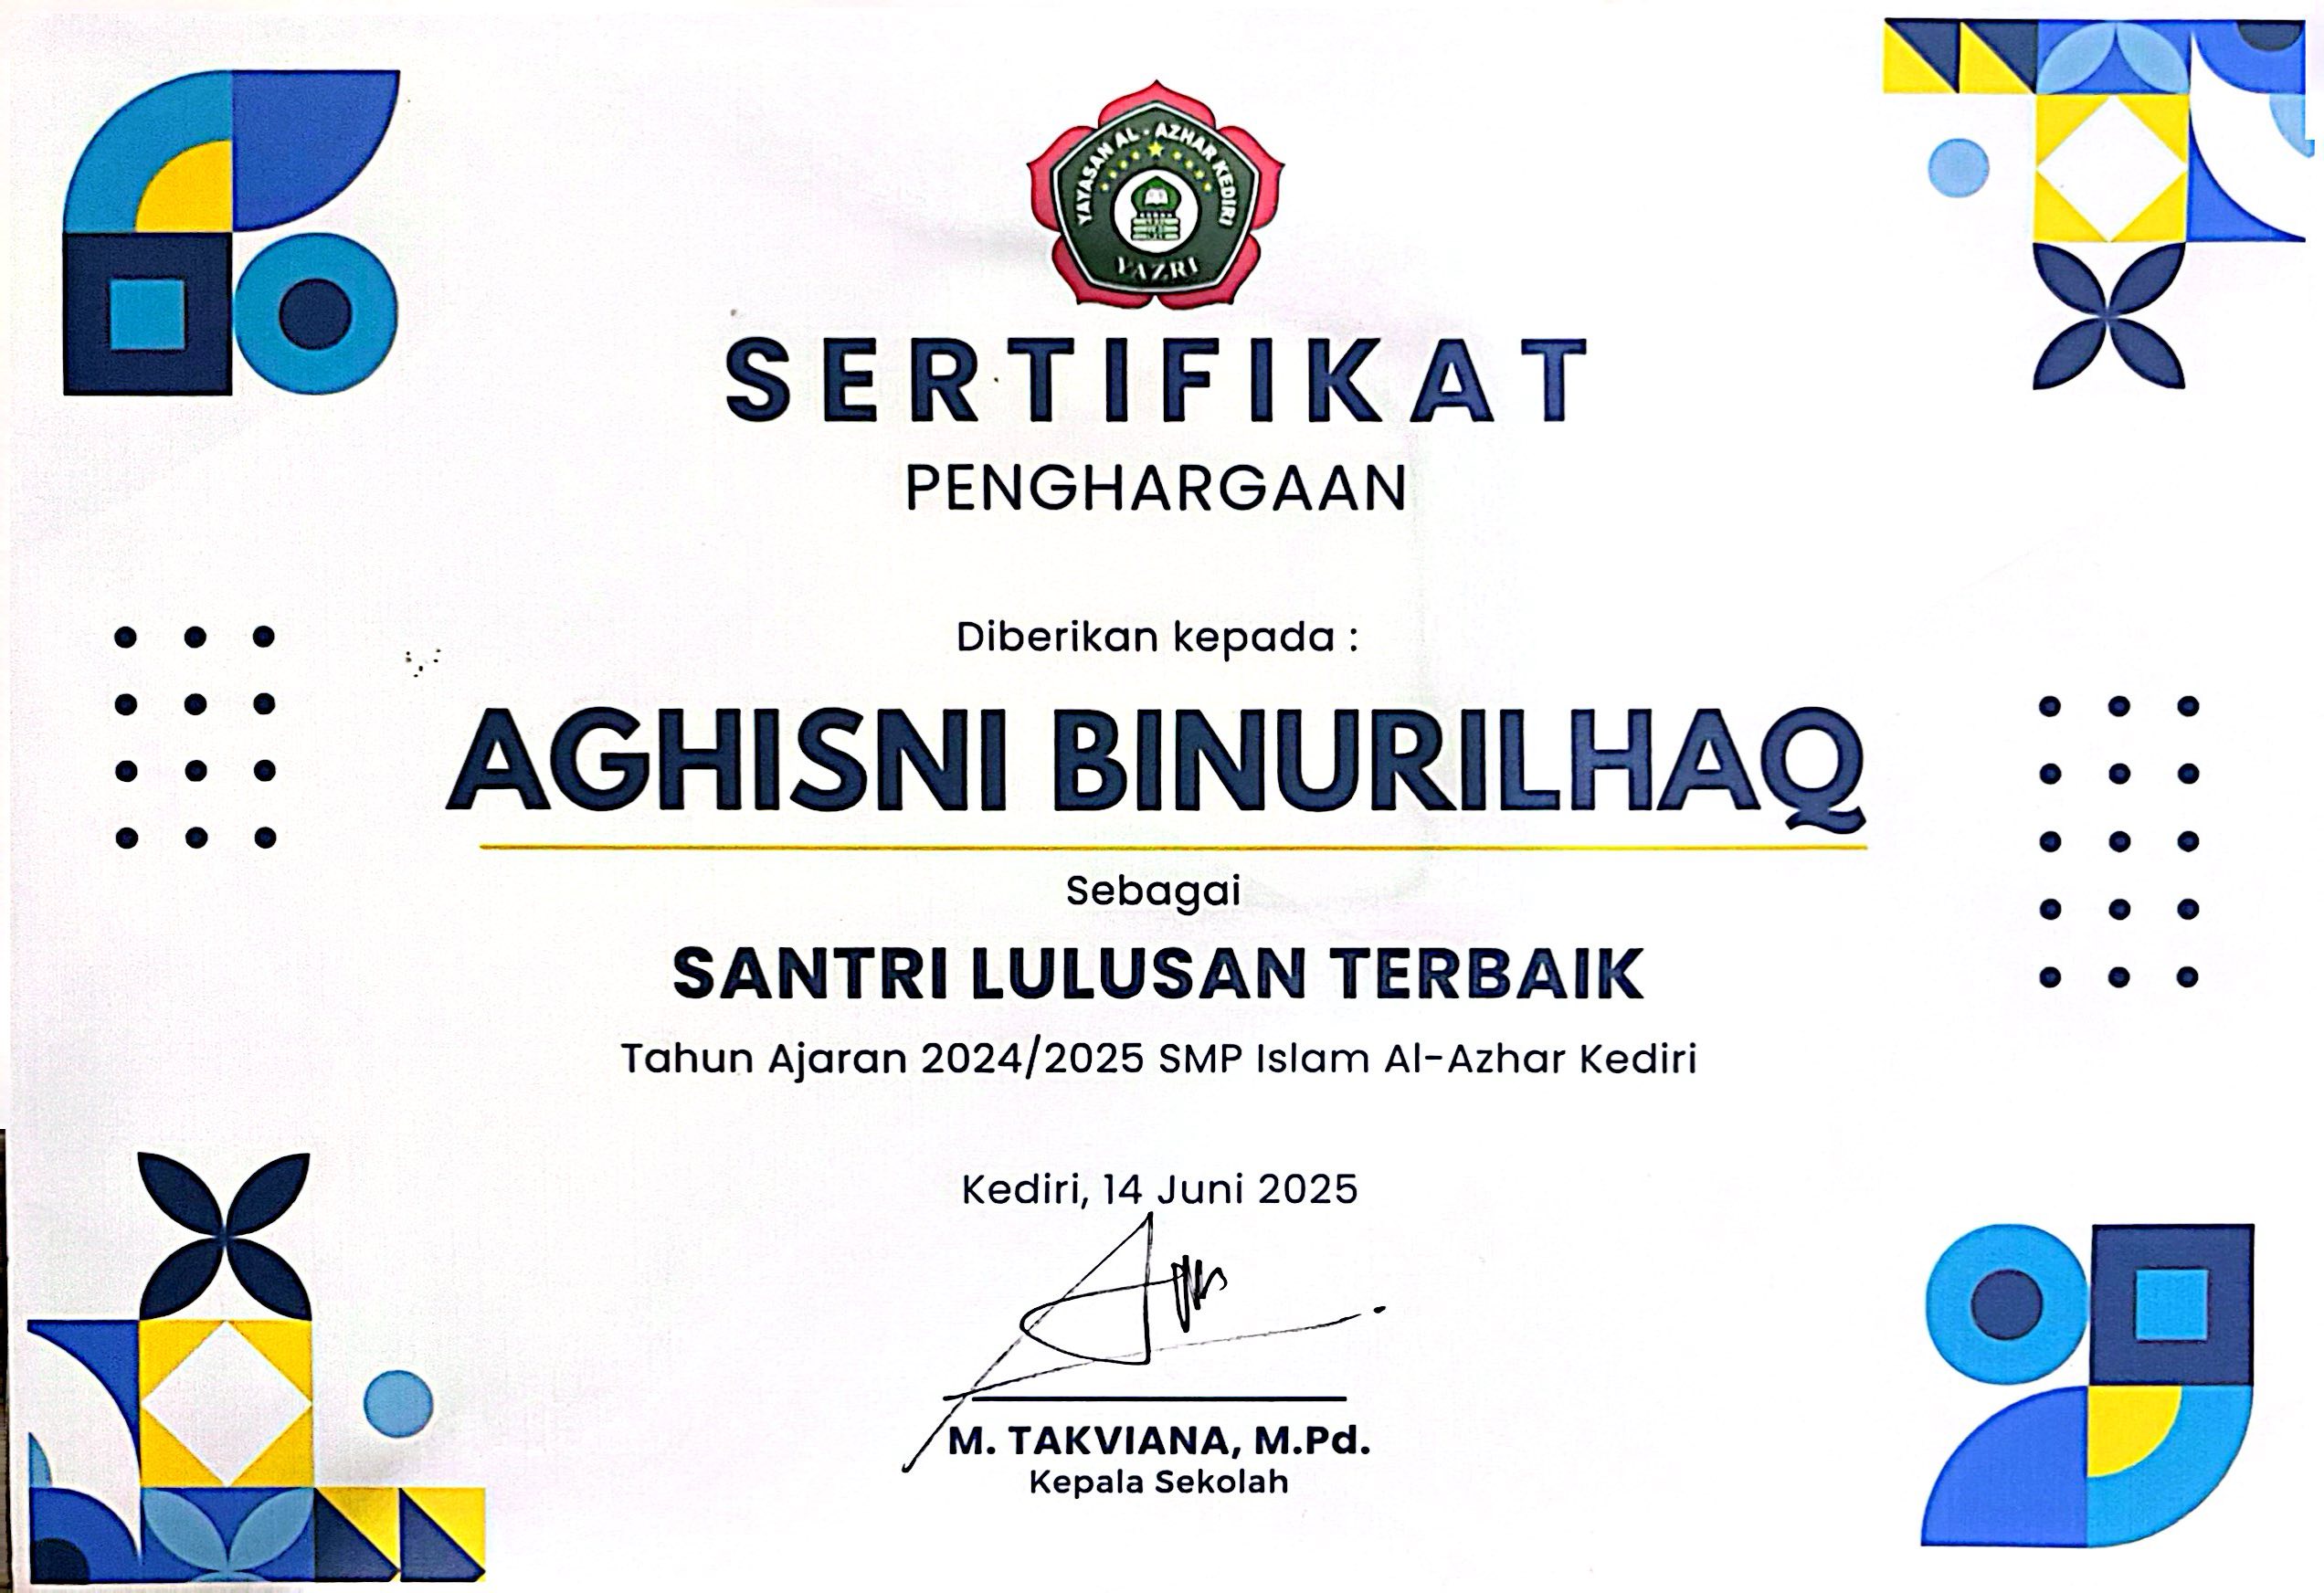 YAYASAN AL - AZHAR KEDIRI
YAZRI
SERTIFIKAT
PENGHARGAAN
Diberikan kepada :
AGHISNI BINURILHAQ
Sebagai
SANTRI LULUSAN TERBAIK
Tahun Ajaran 2024/2025 SMP Islam Al-Azhar Kediri
Kediri, 14 Juni 2025
M. TAKVIANA, M.Pd.
Kepala Sekolah